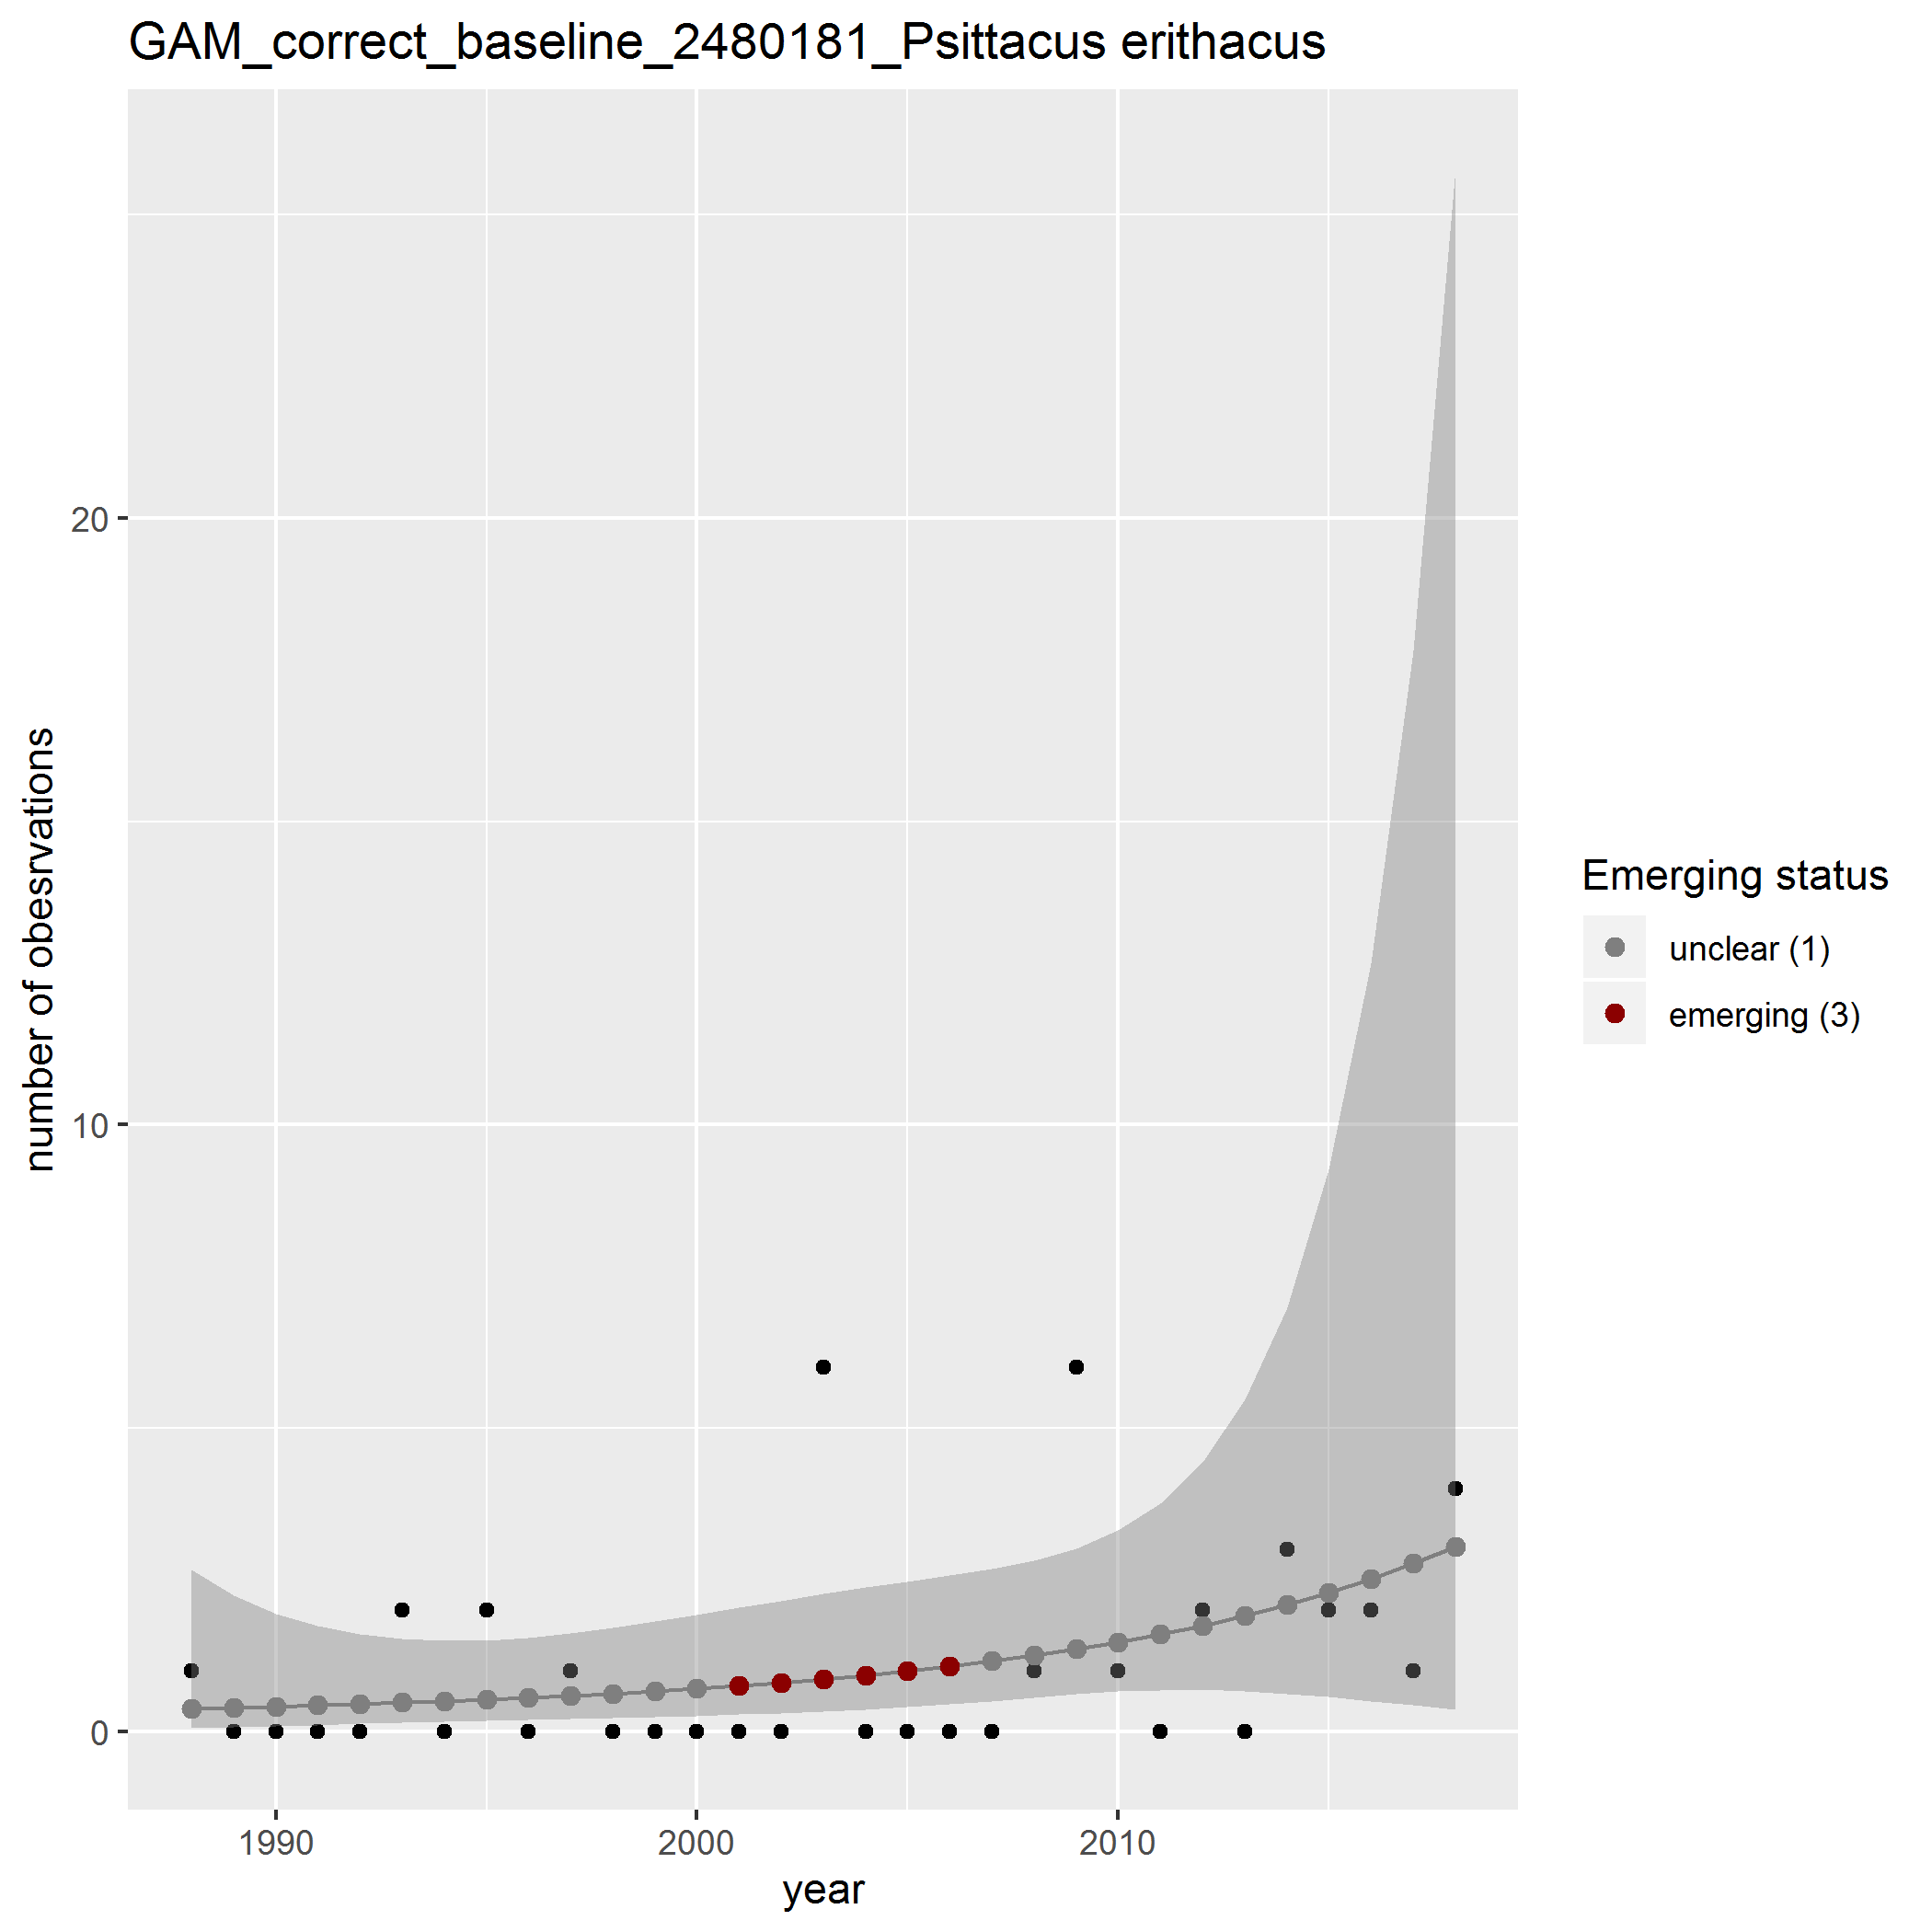 GAM_correct_baseline_2480181_Psittacus erithacus
number of obesrvations
20
10
0
1990
2000
2010
year
Emerging status
unclear (1)
emerging (3)